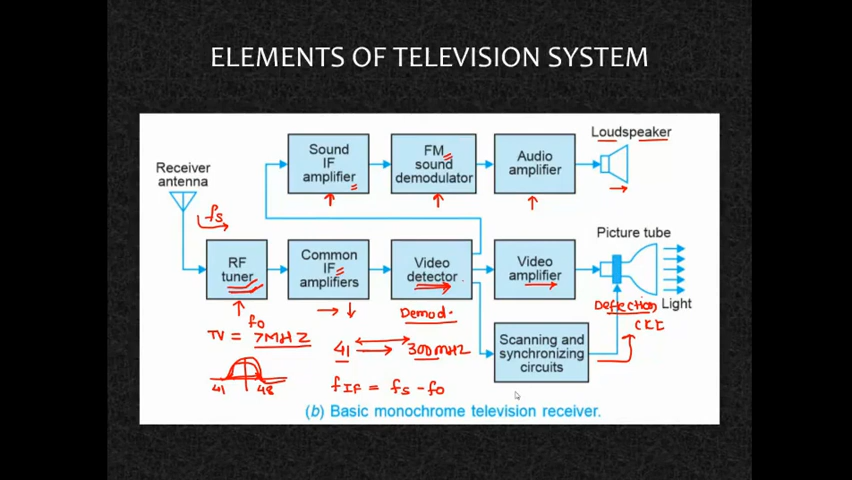 ELEMENTS OF TELEVISION SYSTEM
Sound
IF
amplifier
FM
sound
demodulator
Audio
amplifier
Loudspeaker
Receiver
antenna
fs
RF
tuner
Common
IF
amplifiers
Video
detector
Video
amplifier
Picture tube
Light
Deflection
CKt
Scanning and
synchronizing
circuits
Demod.
fo
TV = 7MHZ
41 300MHZ
41 48
fIF = fs - fo
(b) Basic monochrome television receiver.